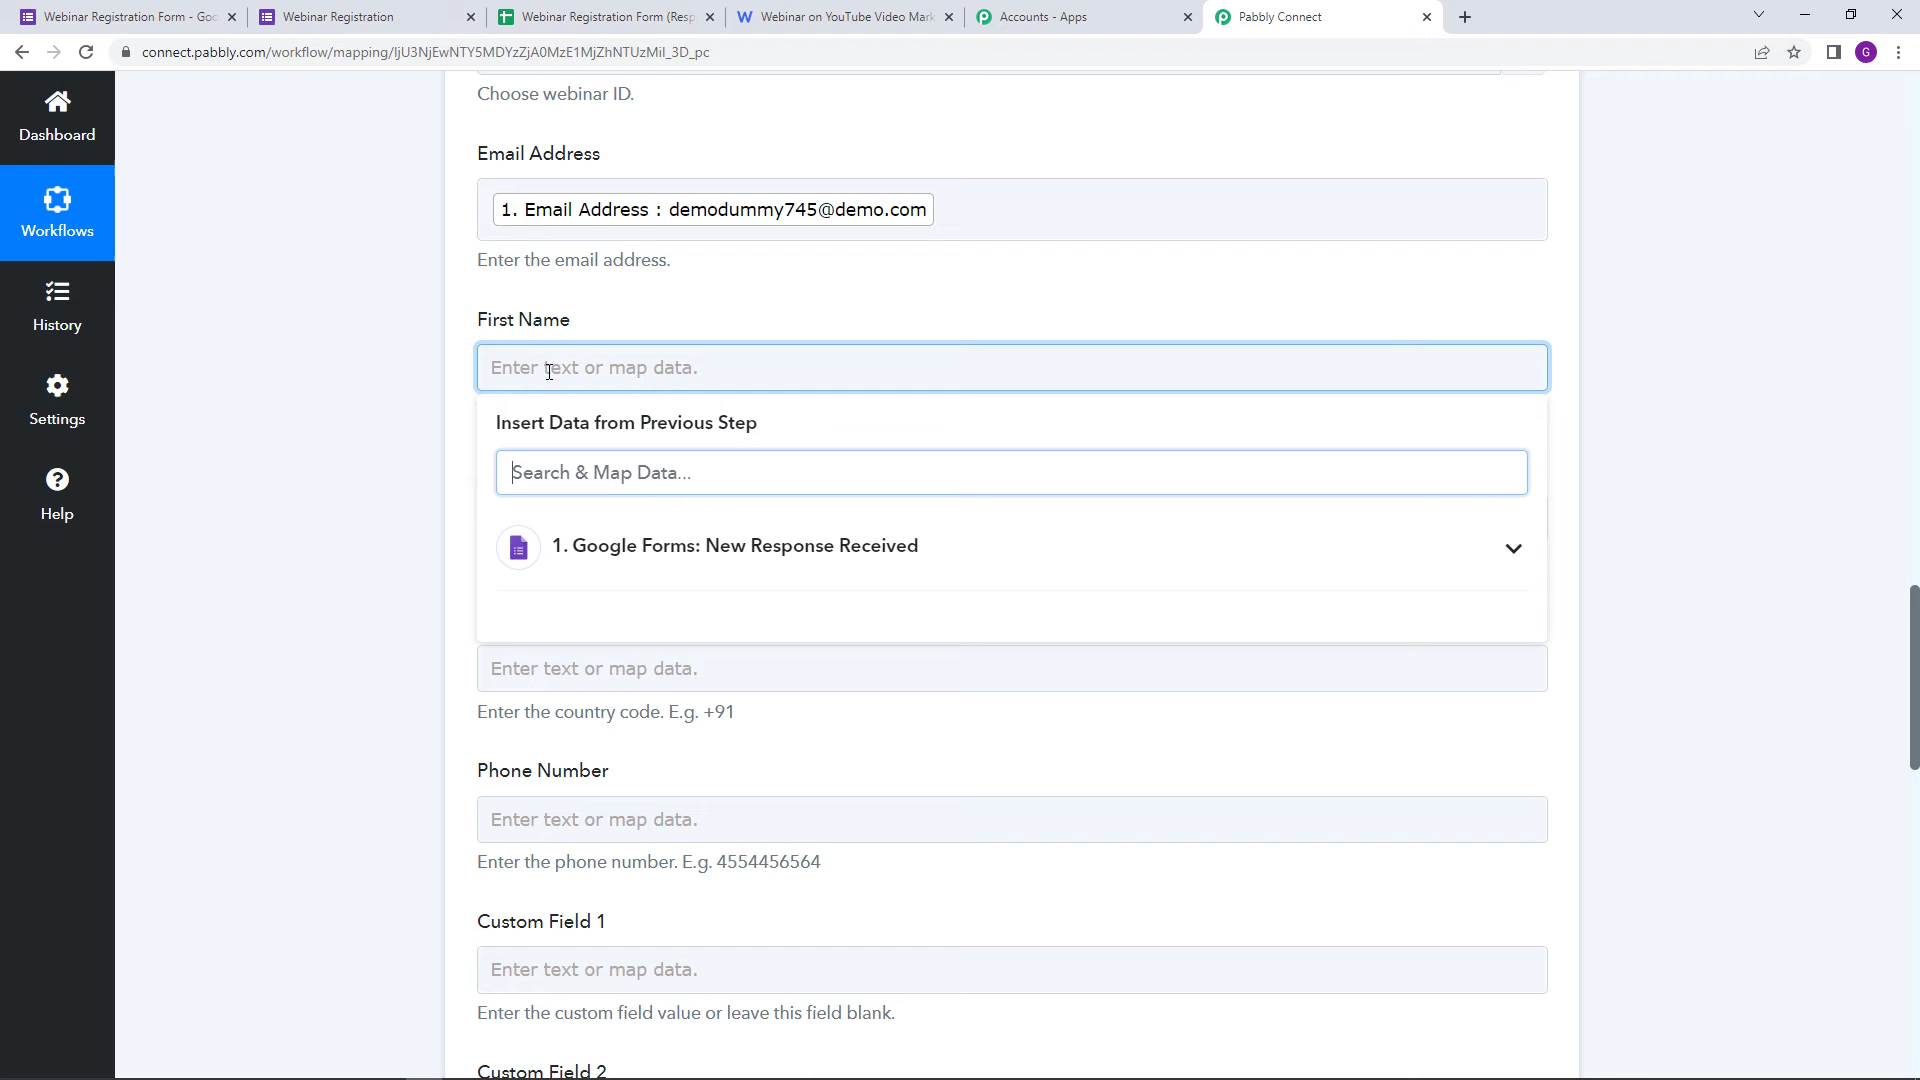 Webinar Registration Form - Goo
Webinar Registration
Webinar Registration Form (Resp
Webinar on YouTube Video Mark
Accounts - Apps
Pabbly Connect
connect.pabbly.com/workflow/mapping/IjU3NjEwNTY5MDYzZjA0MzE1MjZhNTUzMiI_3D_pc
G
Choose webinar ID.
Dashboard
Email Address
1. Email Address : demodummy745@demo.com
Workflows
Enter the email address.
History
First Name
Enter text or map data.
Settings
Insert Data from Previous Step
Search & Map Data...
Help
1. Google Forms: New Response Received
Enter text or map data.
Enter the country code. E.g. +91
Phone Number
Enter text or map data.
Enter the phone number. E.g. 4554456564
Custom Field 1
Enter text or map data.
Enter the custom field value or leave this field blank.
Custom Field 2